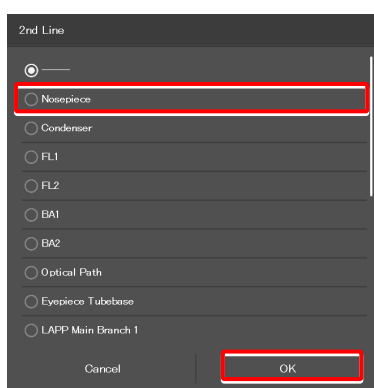 2nd Line
———
Nosepiece
Condenser
FL1
FL2
BA1
BA2
Optical Path
Eyepiece Tubebase
LAPP Main Branch 1
Cancel
OK